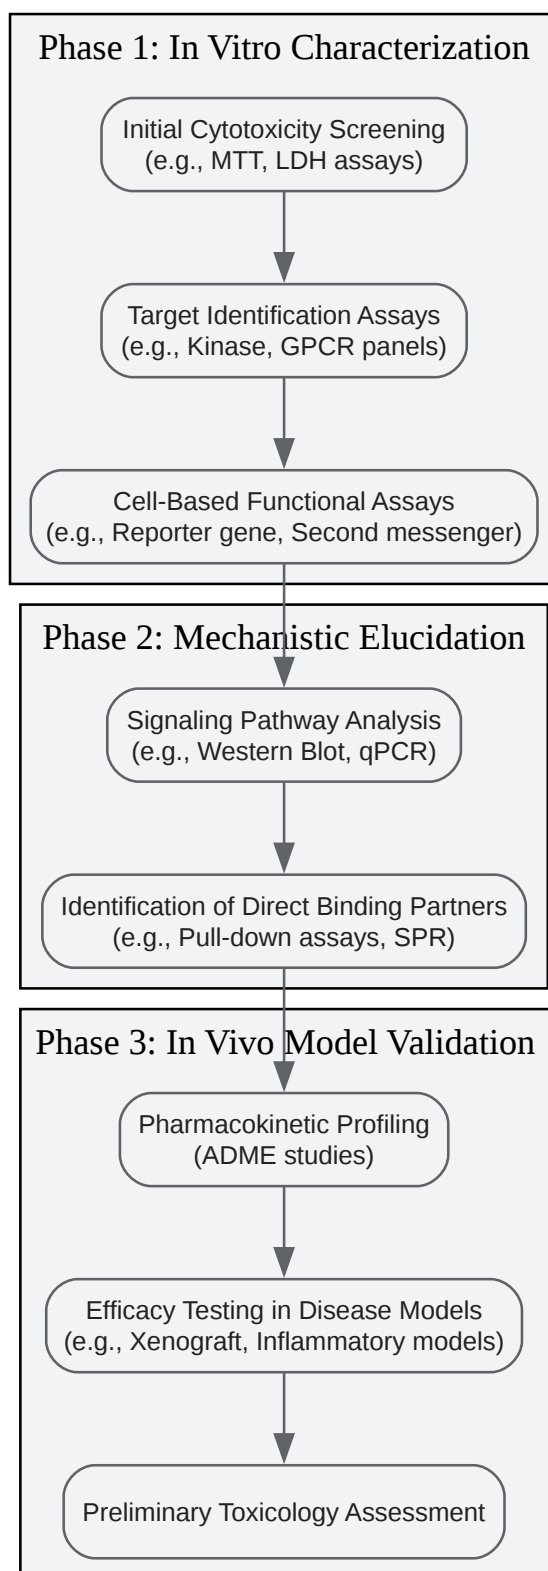 Phase 1: In Vitro Characterization
Initial Cytotoxicity Screening
(e.g., MTT, LDH assays)
Target Identification Assays
(e.g., Kinase, GPCR panels)
Cell-Based Functional Assays
(e.g., Reporter gene, Second messenger)
Phase 2: Mechanistic Elucidation
Signaling Pathway Analysis
(e.g., Western Blot, qPCR)
Identification of Direct Binding Partners
(e.g., Pull-down assays, SPR)
Phase 3: In Vivo Model Validation
Pharmacokinetic Profiling
(ADME studies)
Efficacy Testing in Disease Models
(e.g., Xenograft, Inflammatory models)
Preliminary Toxicology Assessment